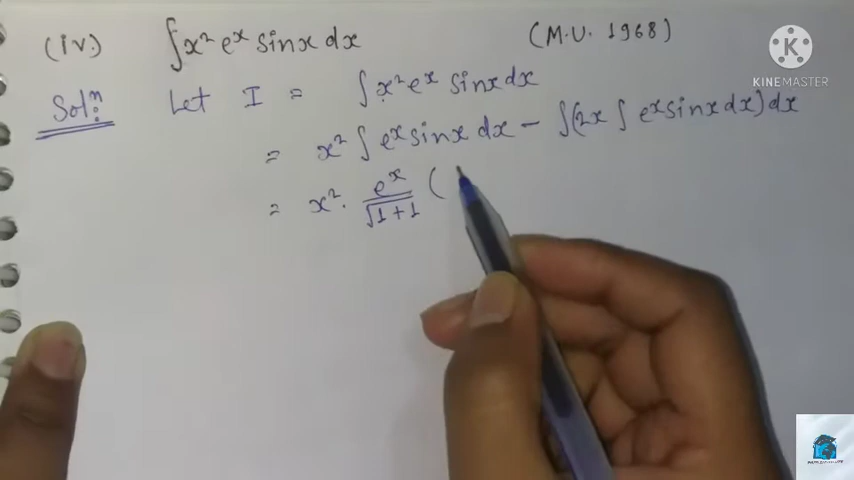 (iv.) ∫x² eˣ sinx dx (M.U. 1968)
Solⁿ: Let I = ∫x² eˣ sinx dx
= x² ∫ eˣ sinx dx - ∫(2x ∫ eˣ sinx dx) dx
= x² · eˣ/√1+1 (
KINEMASTER